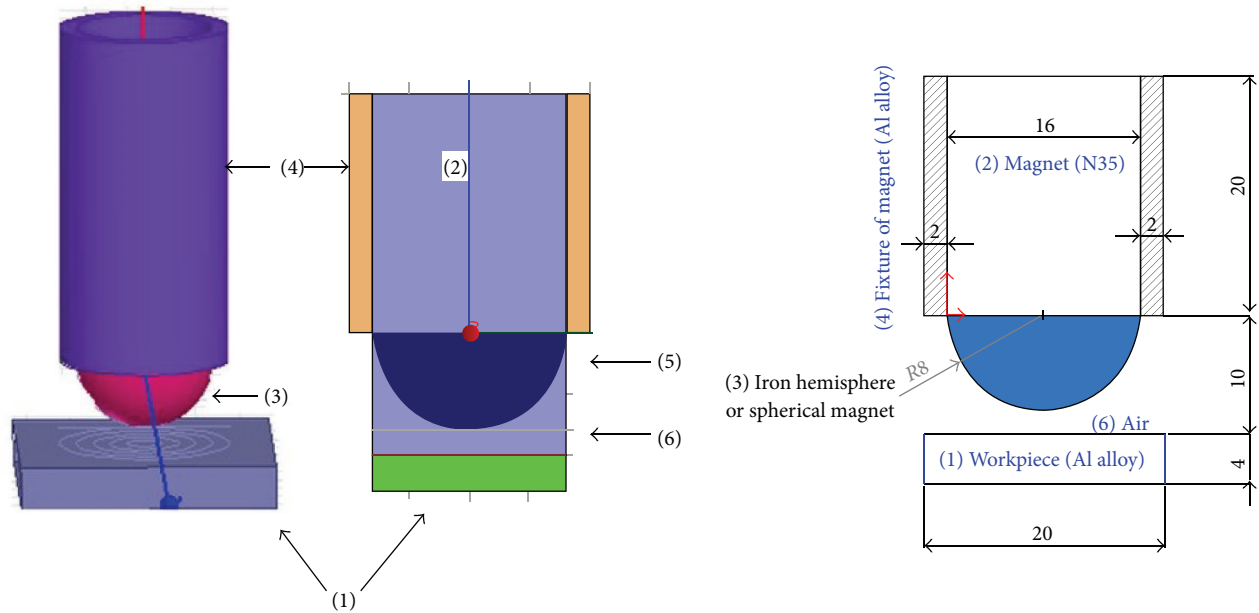 (4)
(2)
(3)
(5)
(6)
(1)
(4) Fixture of magnet (Al alloy)
16
(2) Magnet (N35)
20
2
2
R8
(3) Iron hemisphere
or spherical magnet
10
(6) Air
(1) Workpiece (Al alloy)
4
20